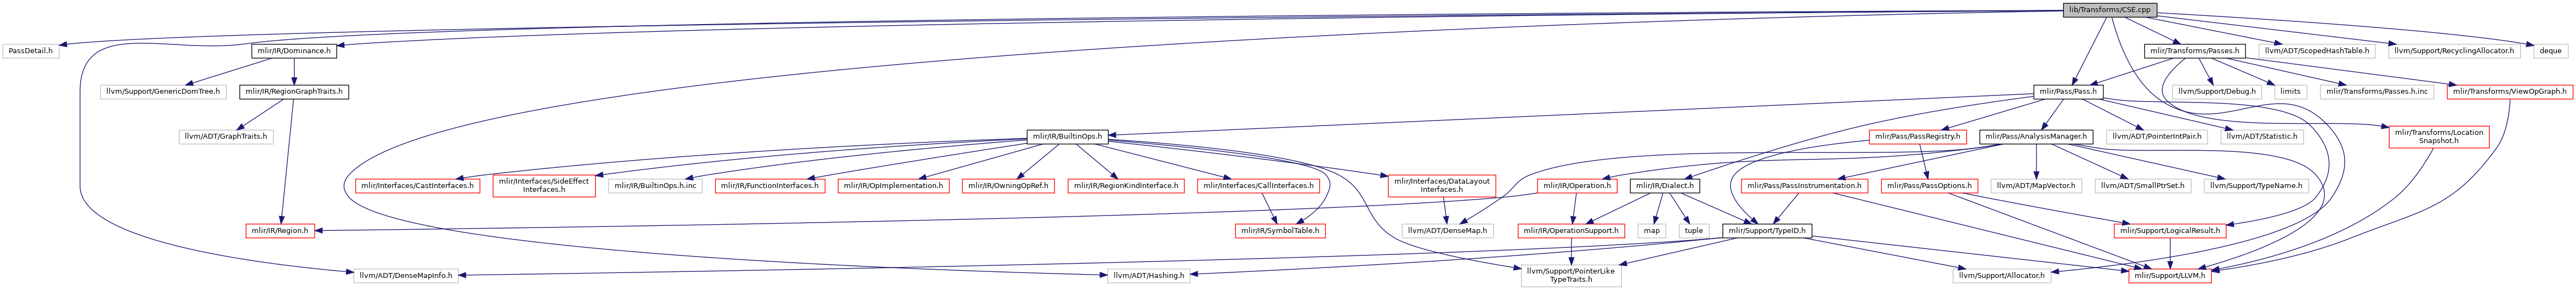 lib/Transforms/CSE.cpp
PassDetail.h
mlir/IR/Dominance.h
mlir/Transforms/Passes.h
llvm/ADT/ScopedHashTable.h
llvm/Support/RecyclingAllocator.h
deque
llvm/Support/GenericDomTree.h
mlir/IR/RegionGraphTraits.h
mlir/Pass/Pass.h
llvm/Support/Debug.h
limits
mlir/Transforms/Passes.h.inc
mlir/Transforms/ViewOpGraph.h
llvm/ADT/GraphTraits.h
mlir/IR/BuiltinOps.h
mlir/Pass/PassRegistry.h
mlir/Pass/AnalysisManager.h
llvm/ADT/PointerIntPair.h
llvm/ADT/Statistic.h
mlir/Transforms/Location
Snapshot.h
mlir/Interfaces/CastInterfaces.h
mlir/Interfaces/SideEffect
Interfaces.h
mlir/IR/BuiltinOps.h.inc
mlir/IR/FunctionInterfaces.h
mlir/IR/OpImplementation.h
mlir/IR/OwningOpRef.h
mlir/IR/RegionKindInterface.h
mlir/Interfaces/CallInterfaces.h
mlir/Interfaces/DataLayout
Interfaces.h
mlir/IR/Operation.h
mlir/IR/Dialect.h
mlir/Pass/PassInstrumentation.h
mlir/Pass/PassOptions.h
llvm/ADT/MapVector.h
llvm/ADT/SmallPtrSet.h
llvm/Support/TypeName.h
mlir/IR/Region.h
mlir/IR/SymbolTable.h
llvm/ADT/DenseMap.h
mlir/IR/OperationSupport.h
map
tuple
mlir/Support/TypeID.h
mlir/Support/LogicalResult.h
llvm/ADT/DenseMapInfo.h
llvm/ADT/Hashing.h
llvm/Support/PointerLike
TypeTraits.h
llvm/Support/Allocator.h
mlir/Support/LLVM.h